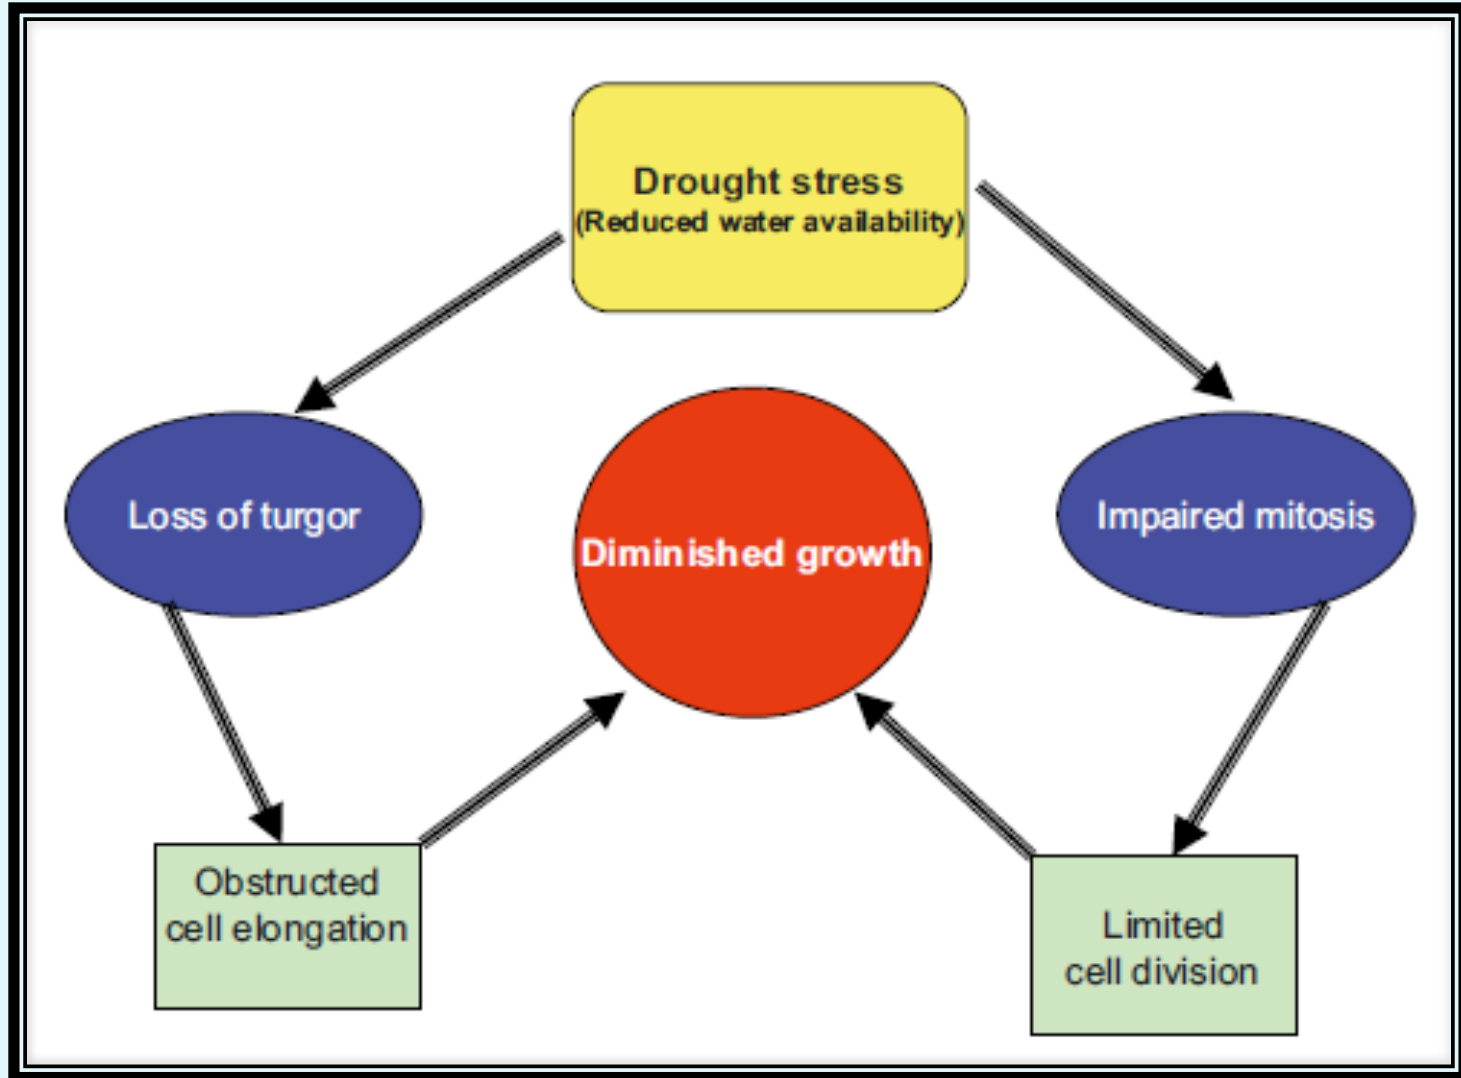 Drought stress
(Reduced water availability)
Loss of turgor
Diminished growth
Impaired mitosis
Obstructed
cell elongation
Limited
cell division